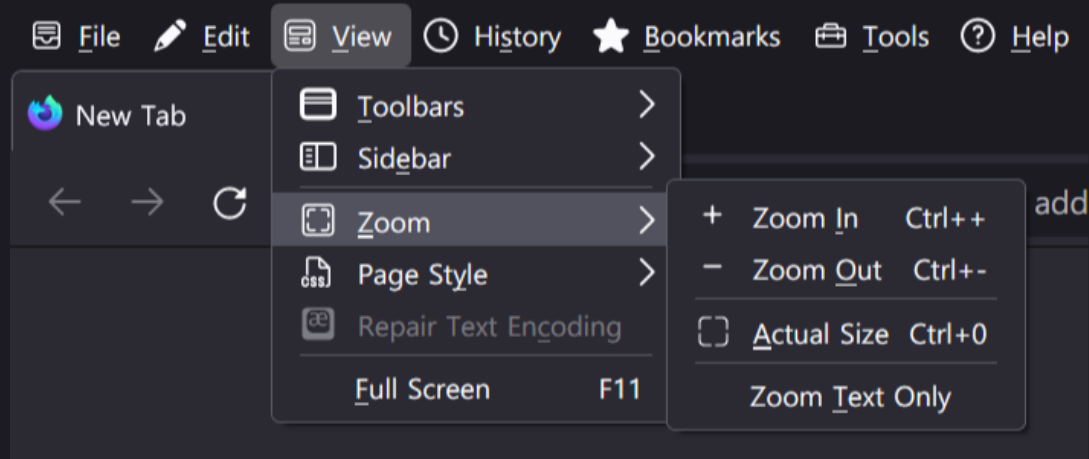 File Edit View History Bookmarks Tools Help
New Tab
Toolbars
Sidebar
Zoom
css Page Style
æ Repair Text Encoding
Full Screen F11
add
Zoom In Ctrl++
Zoom Out Ctrl+-
Actual Size Ctrl+0
Zoom Text Only